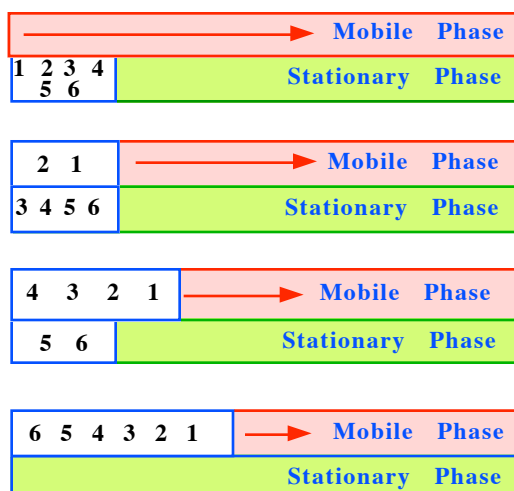 Mobile Phase
1 2 3 4 Stationary Phase
5 6
2 1 Mobile Phase
3 4 5 6 Stationary Phase
4 3 2 1 Mobile Phase
5 6 Stationary Phase
6 5 4 3 2 1 Mobile Phase
Stationary Phase